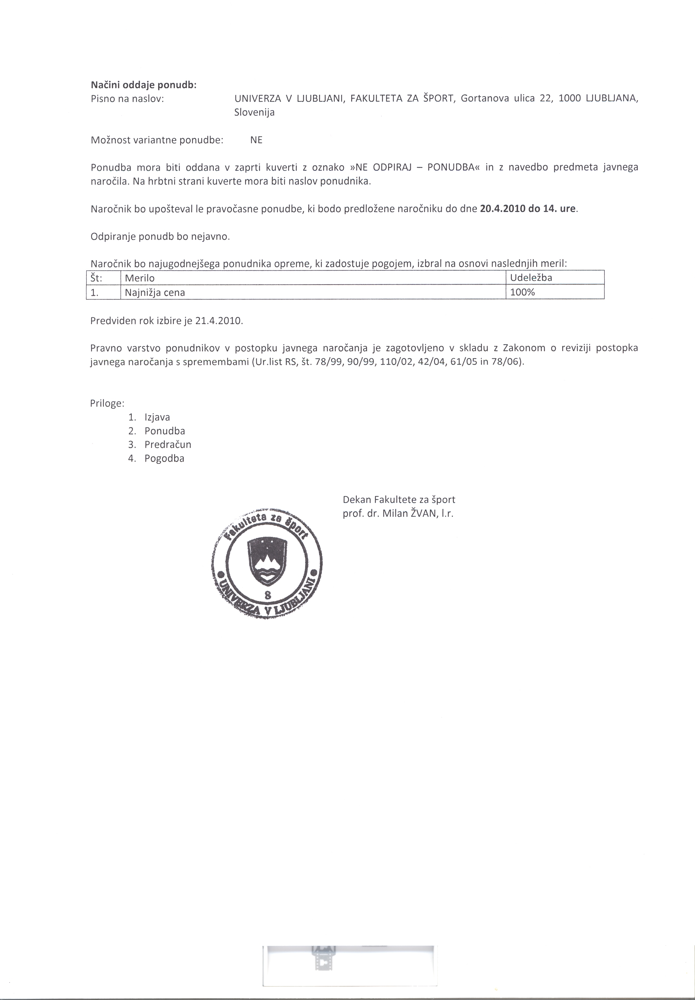 Načini oddaje ponudb:
Pisno na naslov: UNIVERZA V LJUBLJANI, FAKULTETA ZA ŠPORT, Gortanova ulica 22, 1000 LJUBLJANA,
Slovenija
Možnost variantne ponudbe: NE
Ponudba mora biti oddana v zaprti kuverti z oznako »NE ODPIRAJ – PONUDBA« in z navedbo predmeta javnega
naročila. Na hrbtni strani kuverte mora biti naslov ponudnika.
Naročnik bo upošteval le pravočasne ponudbe, ki bodo predložene naročniku do dne 20.4.2010 do 14. ure.
Odpiranje ponudb bo nejavno.
Naročnik bo najugodnejšega ponudnika opreme, ki zadostuje pogojem, izbral na osnovi naslednjih meril:
Št: Merilo Udeležba
1. Najnižja cena 100%
Predviden rok izbire je 21.4.2010.
Pravno varstvo ponudnikov v postopku javnega naročanja je zagotovljeno v skladu z Zakonom o reviziji postopka
javnega naročanja s spremembami (Ur.list RS, št. 78/99, 90/99, 110/02, 42/04, 61/05 in 78/06).
Priloge:
1. Izjava
2. Ponudba
3. Predračun
4. Pogodba
Dekan Fakultete za šport
prof. dr. Milan ŽVAN, l.r.
Fakulteta za šport
8
UNIVERZA V LJUBLJANI